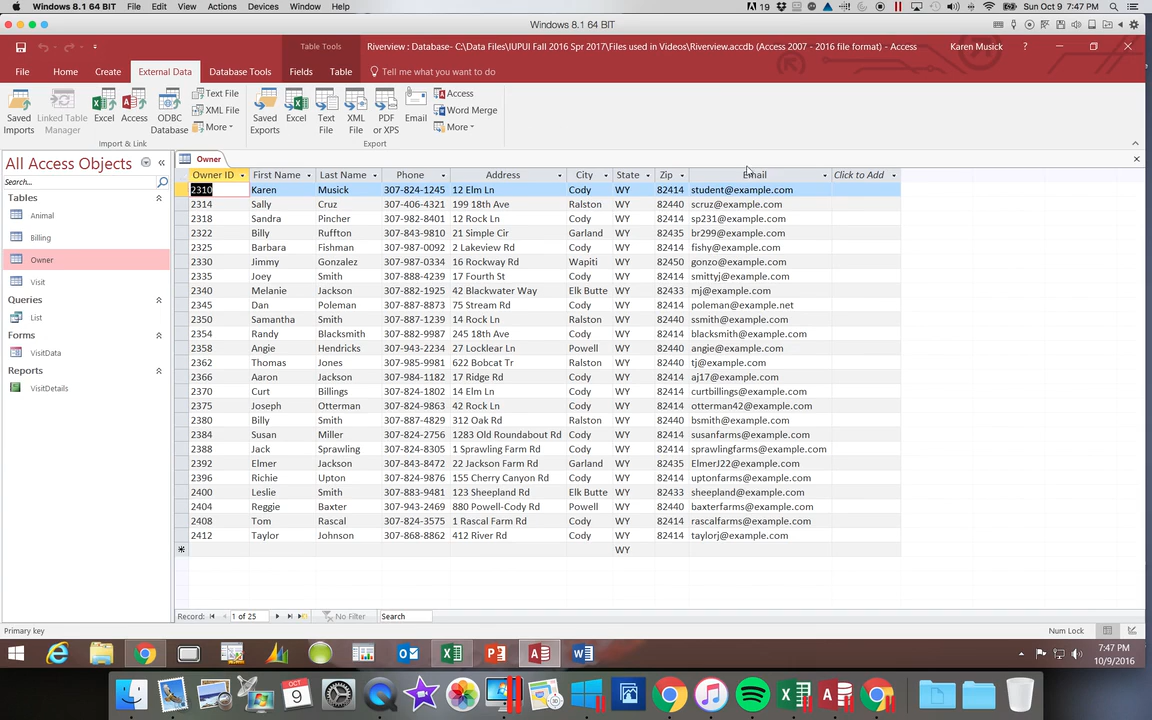 Windows 8.1 64 BIT File Edit View Actions Devices Window Help 19 Sun Oct 9 7:47 PM
Windows 8.1 64 BIT
Table Tools Riverview : Database- C:\Data Files\IUPUI Fall 2016 Spr 2017\Files used in Videos\Riverview.accdb (Access 2007 - 2016 file format) - Access Karen Musick ?
File Home Create External Data Database Tools Fields Table Tell me what you want to do
Saved Imports Linked Table Manager Excel Access ODBC Database Text File XML File More Saved Exports Excel Text File XML File PDF or XPS Email Access Word Merge More
Import & Link Export
All Access Objects
Search...
Tables
Animal
Billing
Owner
Visit
Queries
List
Forms
VisitData
Reports
VisitDetails
Owner
Owner ID First Name Last Name Phone Address City State Zip Email Click to Add
2310 Karen Musick 307-824-1245 12 Elm Ln Cody WY 82414 student@example.com
2314 Sally Cruz 307-406-4321 199 18th Ave Ralston WY 82440 scruz@example.com
2318 Sandra Pincher 307-982-8401 12 Rock Ln Cody WY 82414 sp231@example.com
2322 Billy Ruffton 307-843-9810 21 Simple Cir Garland WY 82435 br299@example.com
2325 Barbara Fishman 307-987-0092 2 Lakeview Rd Cody WY 82414 fishy@example.com
2330 Jimmy Gonzalez 307-987-0334 16 Rockway Rd Wapiti WY 82450 gonzo@example.com
2335 Joey Smith 307-888-4239 17 Fourth St Cody WY 82414 smittyj@example.com
2340 Melanie Jackson 307-882-1925 42 Blackwater Way Elk Butte WY 82433 mj@example.com
2345 Dan Poleman 307-887-8873 75 Stream Rd Cody WY 82414 poleman@example.net
2350 Samantha Smith 307-887-1239 14 Rock Ln Ralston WY 82440 ssmith@example.com
2354 Randy Blacksmith 307-882-9987 245 18th Ave Cody WY 82414 blacksmith@example.com
2358 Angie Hendricks 307-943-2234 27 Locklear Ln Powell WY 82440 angie@example.com
2362 Thomas Jones 307-985-9981 622 Bobcat Tr Ralston WY 82440 tj@example.com
2366 Aaron Jackson 307-984-1182 17 Ridge Rd Cody WY 82414 aj17@example.com
2370 Curt Billings 307-824-1802 14 Elm Ln Cody WY 82414 curtbillings@example.com
2375 Joseph Otterman 307-824-9863 42 Rock Ln Cody WY 82414 otterman42@example.com
2380 Billy Smith 307-887-4829 312 Oak Rd Ralston WY 82440 bsmith@example.com
2384 Susan Miller 307-824-2756 1283 Old Roundabout Rd Cody WY 82414 susanfarms@example.com
2388 Jack Sprawling 307-824-8305 1 Sprawling Farm Rd Cody WY 82414 sprawlingfarms@example.com
2392 Elmer Jackson 307-843-8472 22 Jackson Farm Rd Garland WY 82435 ElmerJ22@example.com
2396 Richie Upton 307-824-9876 155 Cherry Canyon Rd Cody WY 82414 uptonfarms@example.com
2400 Leslie Smith 307-883-9481 123 Sheepland Rd Elk Butte WY 82433 sheepland@example.com
2404 Reggie Baxter 307-943-2469 880 Powell-Cody Rd Powell WY 82440 baxterfarms@example.com
2408 Tom Rascal 307-824-3575 1 Rascal Farm Rd Cody WY 82414 rascalfarms@example.com
2412 Taylor Johnson 307-868-8862 412 River Rd Cody WY 82414 taylorj@example.com
WY
Record: 1 of 25 No Filter Search
Primary key Num Lock
7:47 PM
10/9/2016
OCT
9